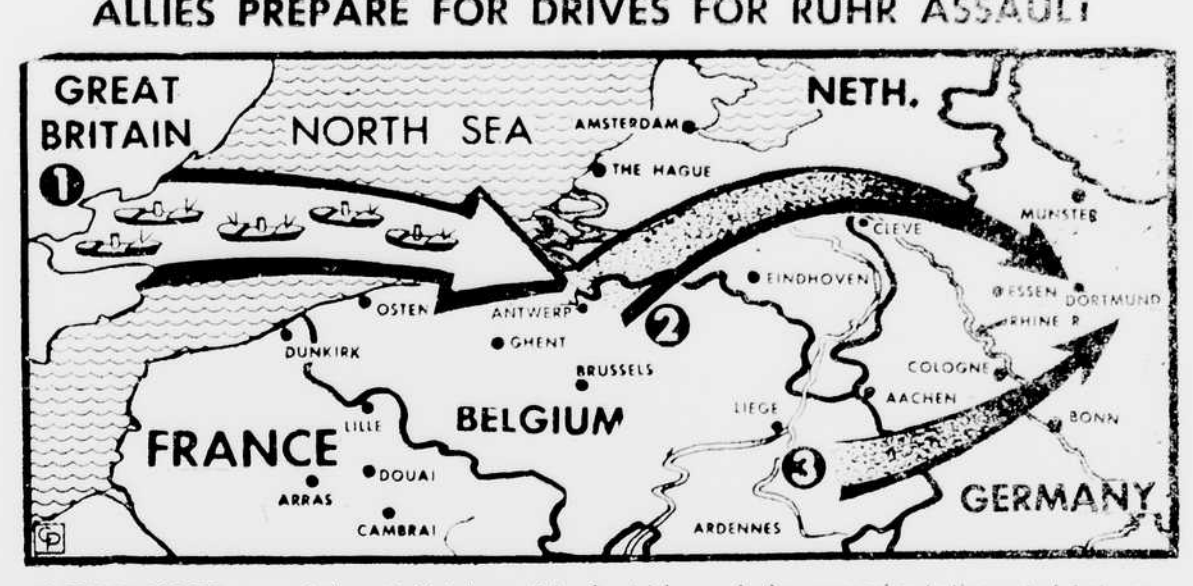 ALLIES PREPARE FOR DRIVES FOR RUHR ASSAULT
GREAT
BRITAIN
1
NORTH SEA
NETH.
AMSTERDAM
THE HAGUE
MUNSTER
CLEVE
EINDHOVEN
ESSEN
DORTMUND
OSTEN
ANTWERP
2
RHINE R
DUNKIRK
GHENT
BRUSSELS
COLOGNE
AACHEN
LIEGE
BELGIUM
BONN
LILLE
FRANCE
3
DOUAI
ARRAS
GERMANY
CAMBRAI
ARDENNES
CP